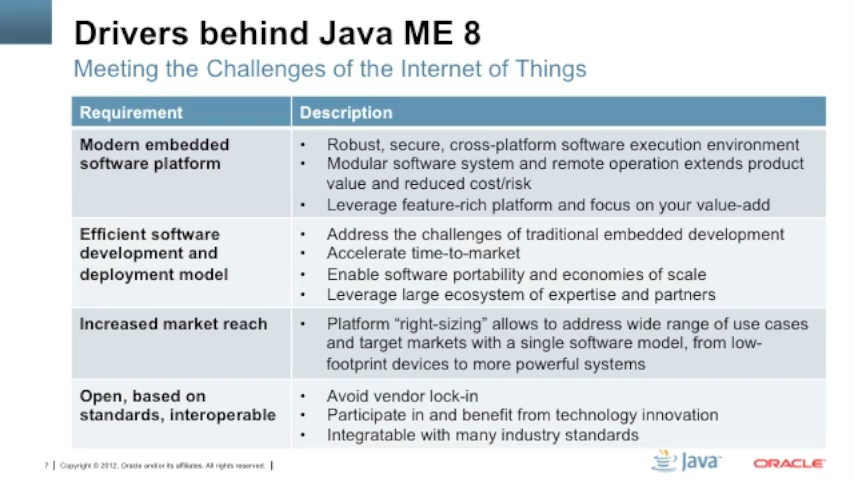 Drivers behind Java ME 8
Meeting the Challenges of the Internet of Things
Requirement
Description
Modern embedded
software platform
• Robust, secure, cross-platform software execution environment
• Modular software system and remote operation extends product
value and reduced cost/risk
• Leverage feature-rich platform and focus on your value-add
Efficient software
development and
deployment model
• Address the challenges of traditional embedded development
• Accelerate time-to-market
• Enable software portability and economies of scale
• Leverage large ecosystem of expertise and partners
Increased market reach
• Platform “right-sizing” allows to address wide range of use cases
and target markets with a single software model, from low-
footprint devices to more powerful systems
Open, based on
standards, interoperable
• Avoid vendor lock-in
• Participate in and benefit from technology innovation
• Integratable with many industry standards
7 | Copyright © 2012, Oracle and/or its affiliates. All rights reserved. |
Java™
ORACLE®